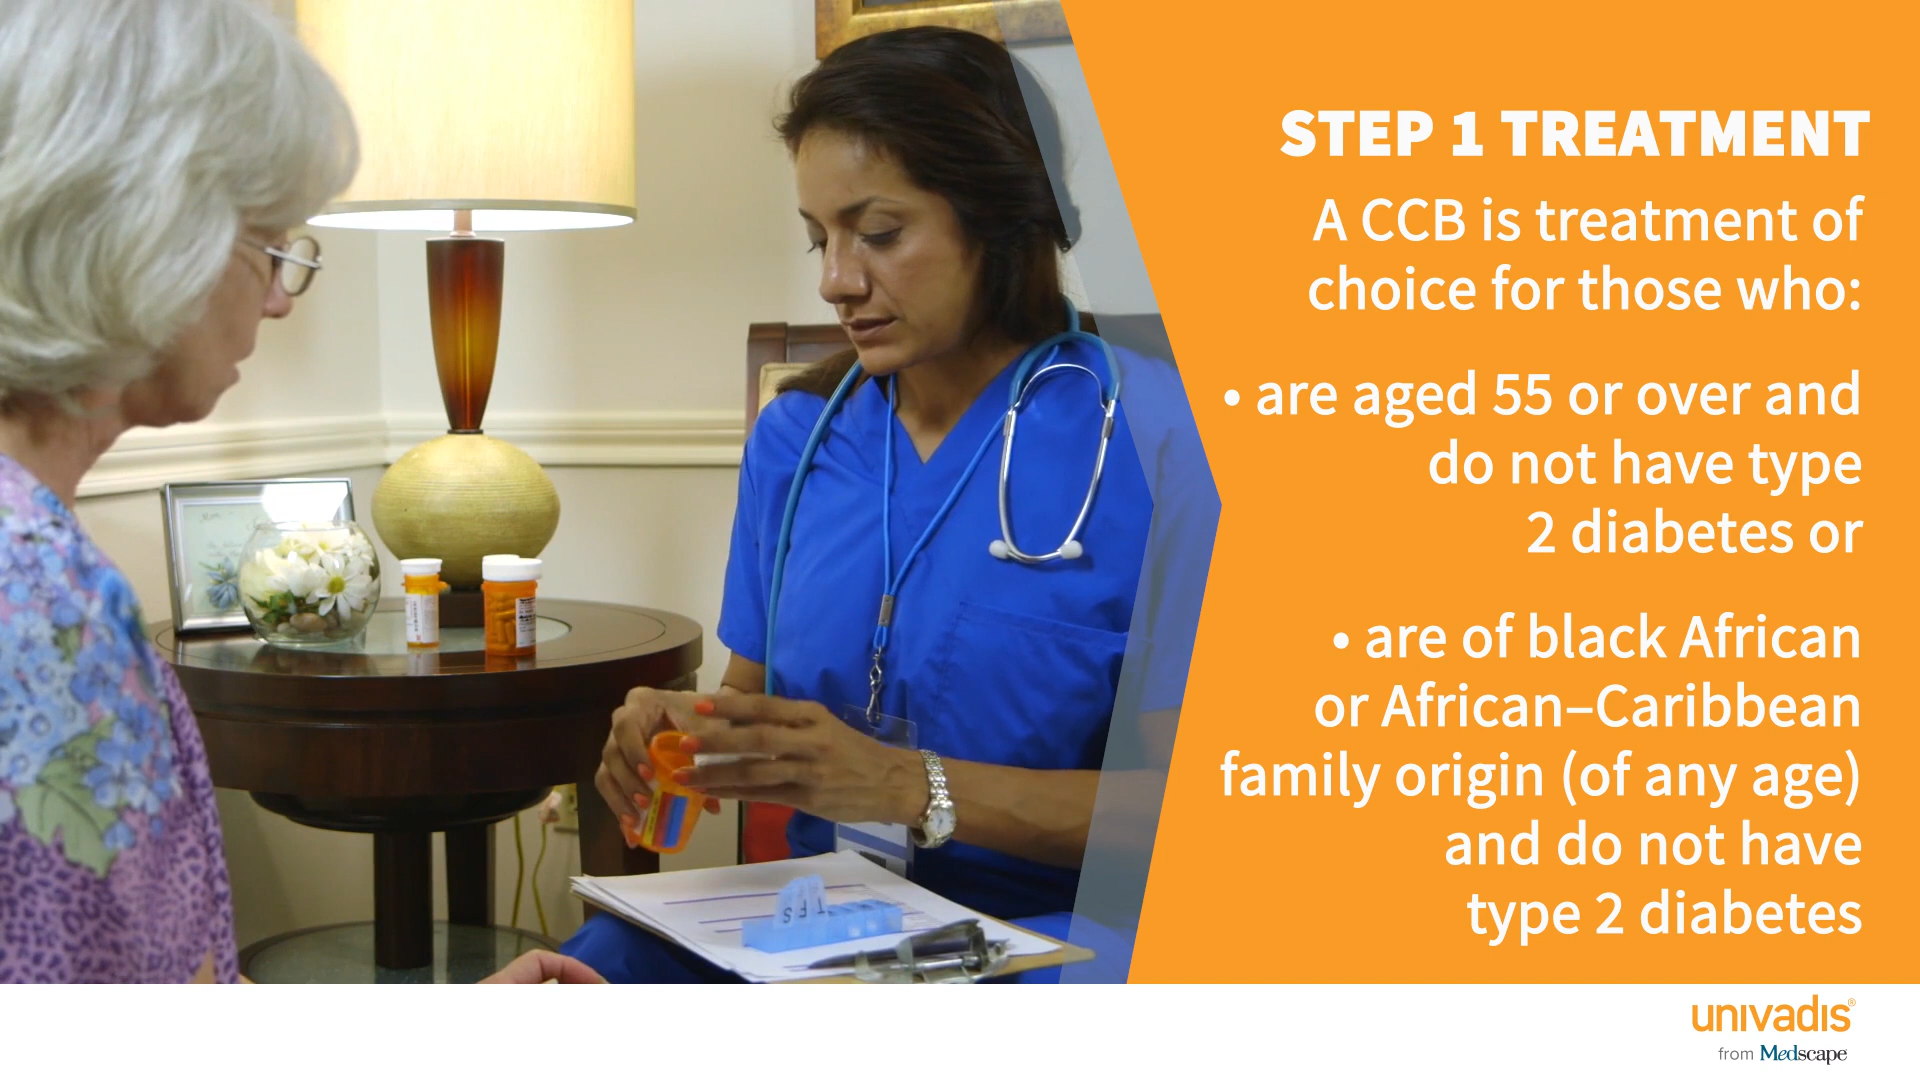 STEP 1 TREATMENT
A CCB is treatment of
choice for those who:
• are aged 55 or over and
do not have type
2 diabetes or
• are of black African
or African–Caribbean
family origin (of any age)
and do not have
type 2 diabetes
S F T
univadis®
from Medscape